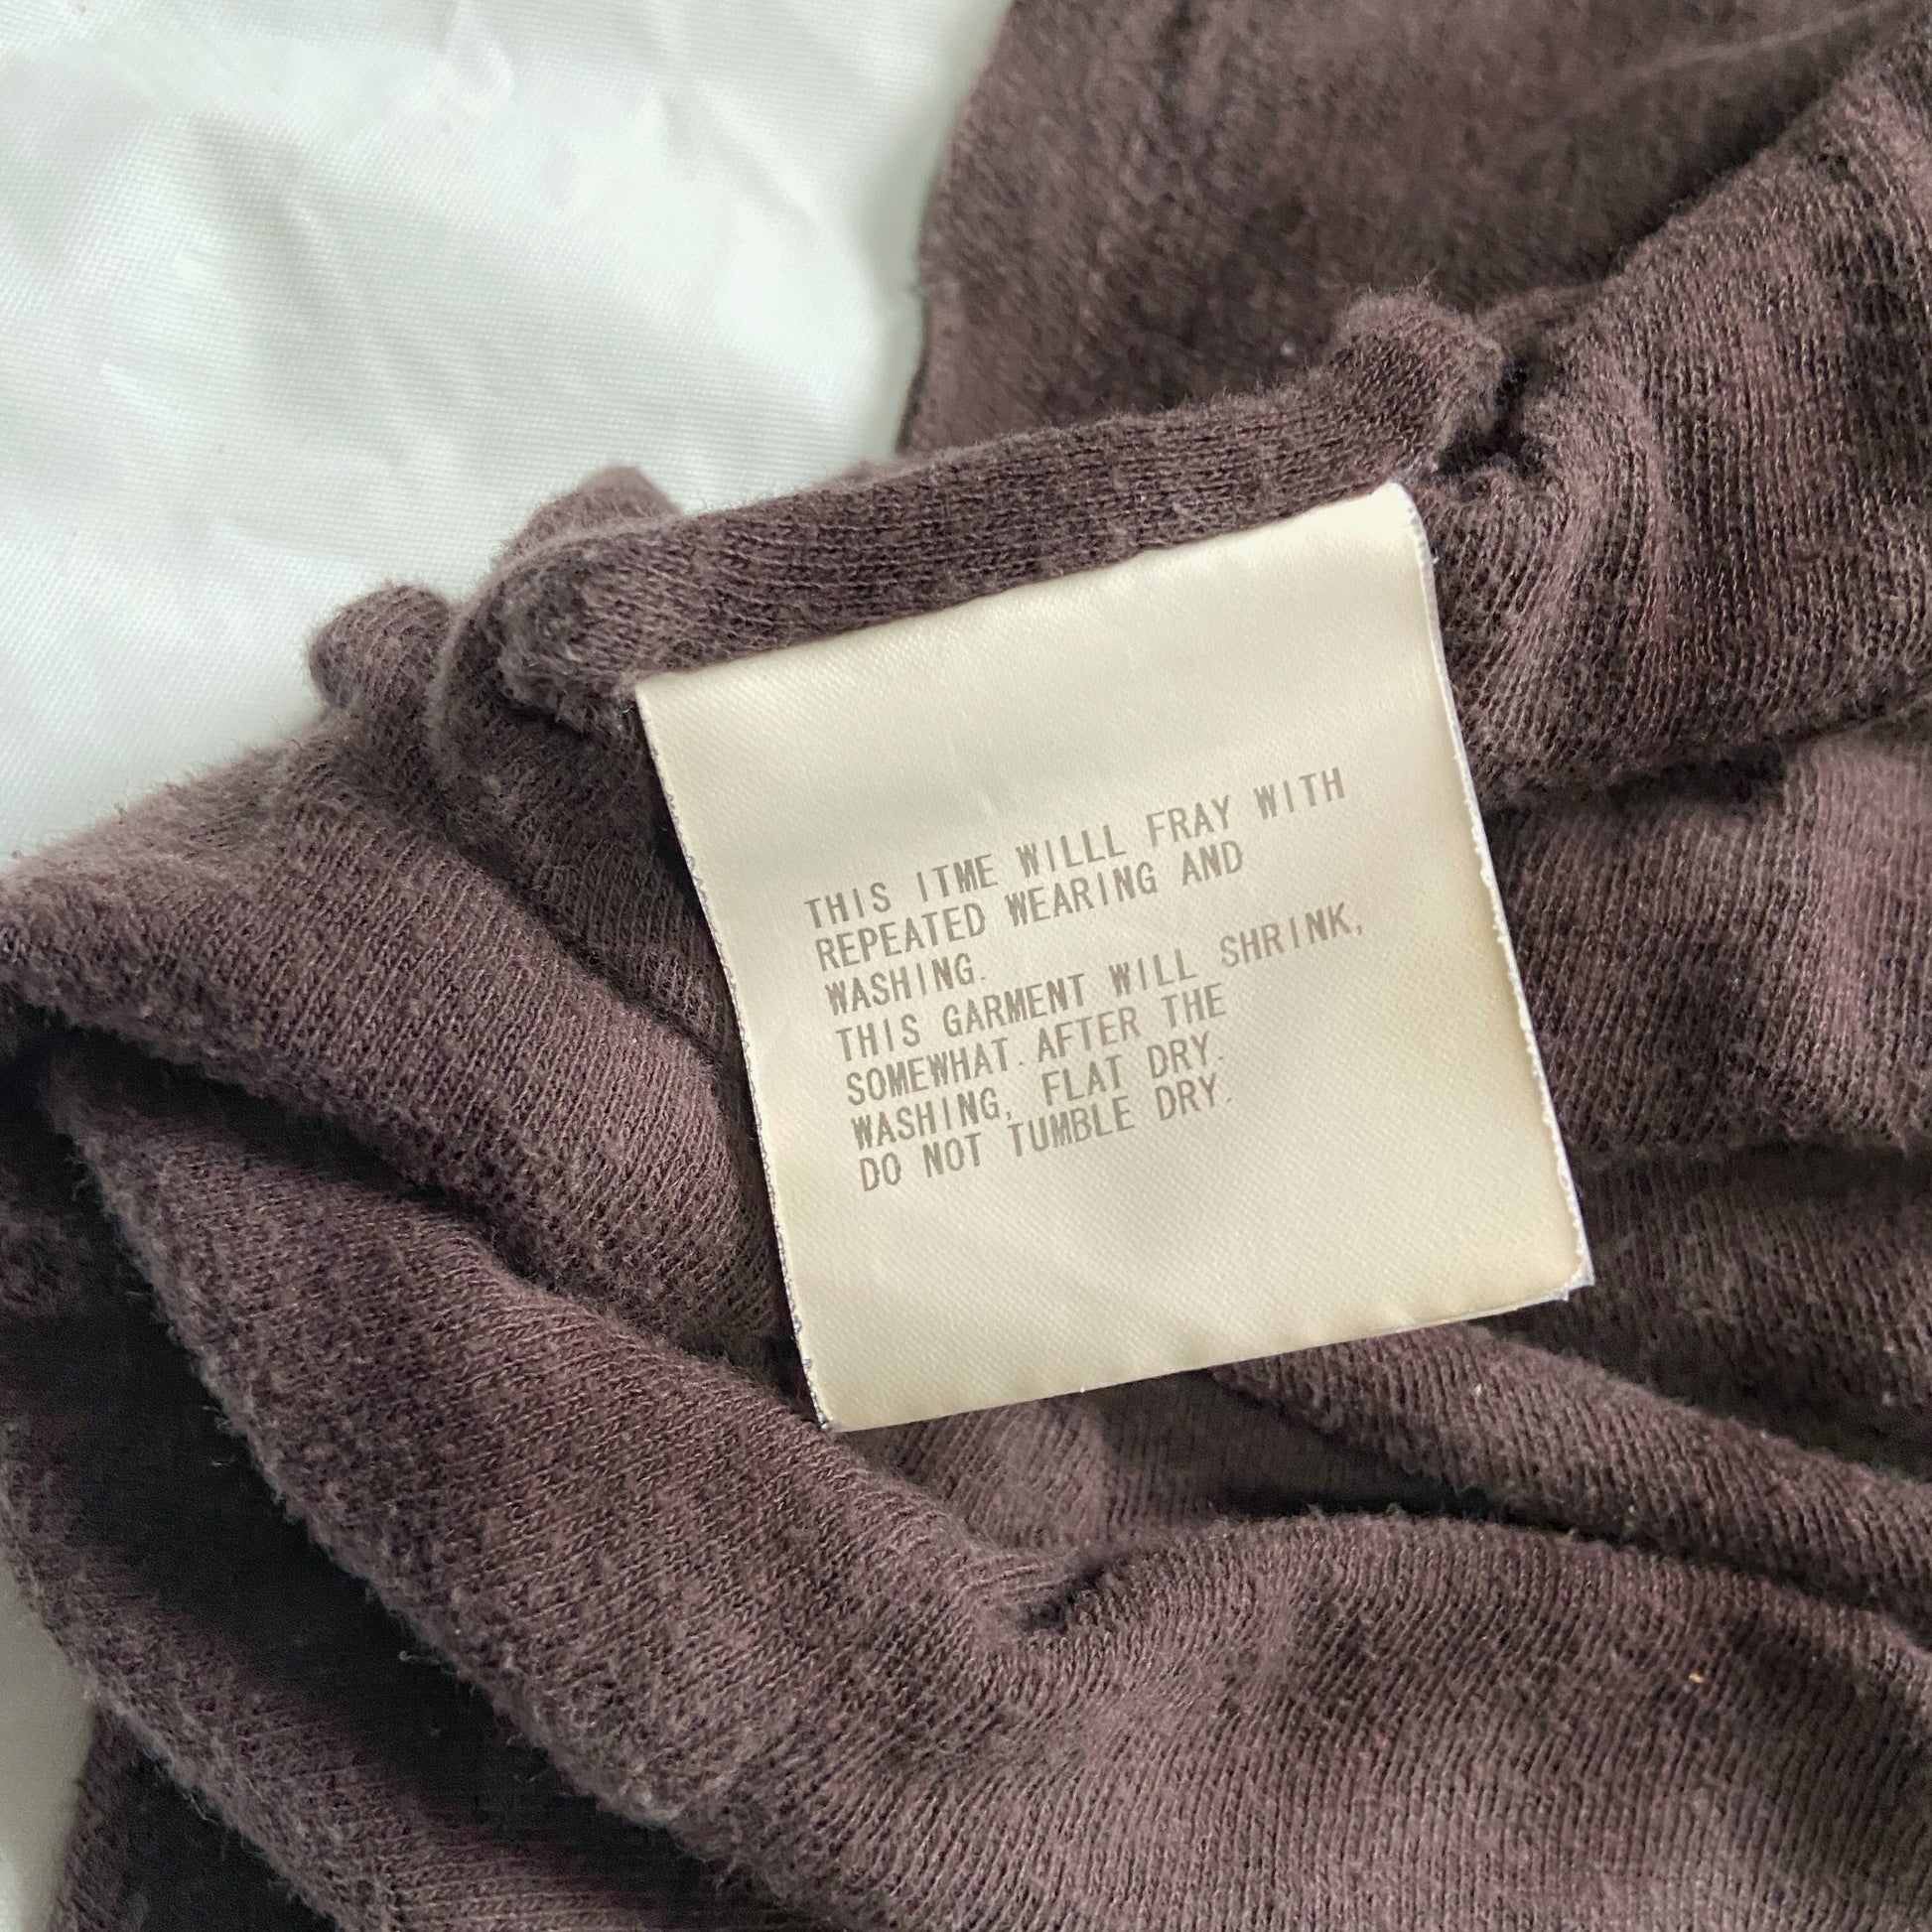 THIS ITME WILLL FRAY WITH
REPEATED WEARING AND
WASHING.
THIS GARMENT WILL SHRINK,
SOMEWHAT. AFTER THE
WASHING, FLAT DRY.
DO NOT TUMBLE DRY.